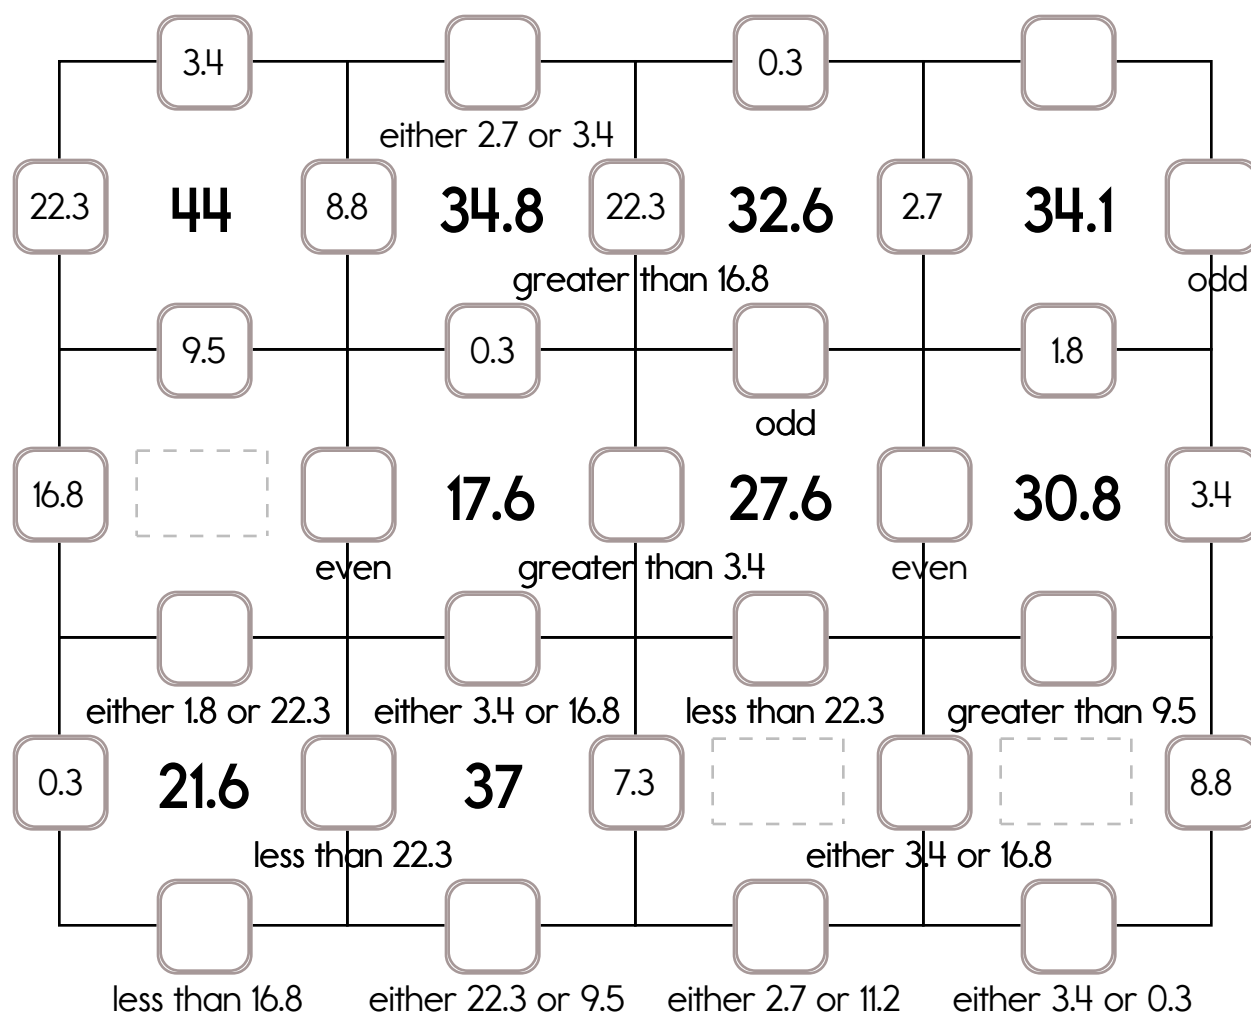 3.4 0.3
either 2.7 or 3.4
22.3 44 8.8 34.8 22.3 32.6 2.7 34.1
greater than 16.8 odd
9.5 0.3 1.8
odd
16.8 17.6 27.6 30.8 3.4
even greater than 3.4 even
either 1.8 or 22.3 either 3.4 or 16.8 less than 22.3 greater than 9.5
0.3 21.6 37 7.3 8.8
less than 22.3 either 3.4 or 16.8
less than 16.8 either 22.3 or 9.5 either 2.7 or 11.2 either 3.4 or 0.3